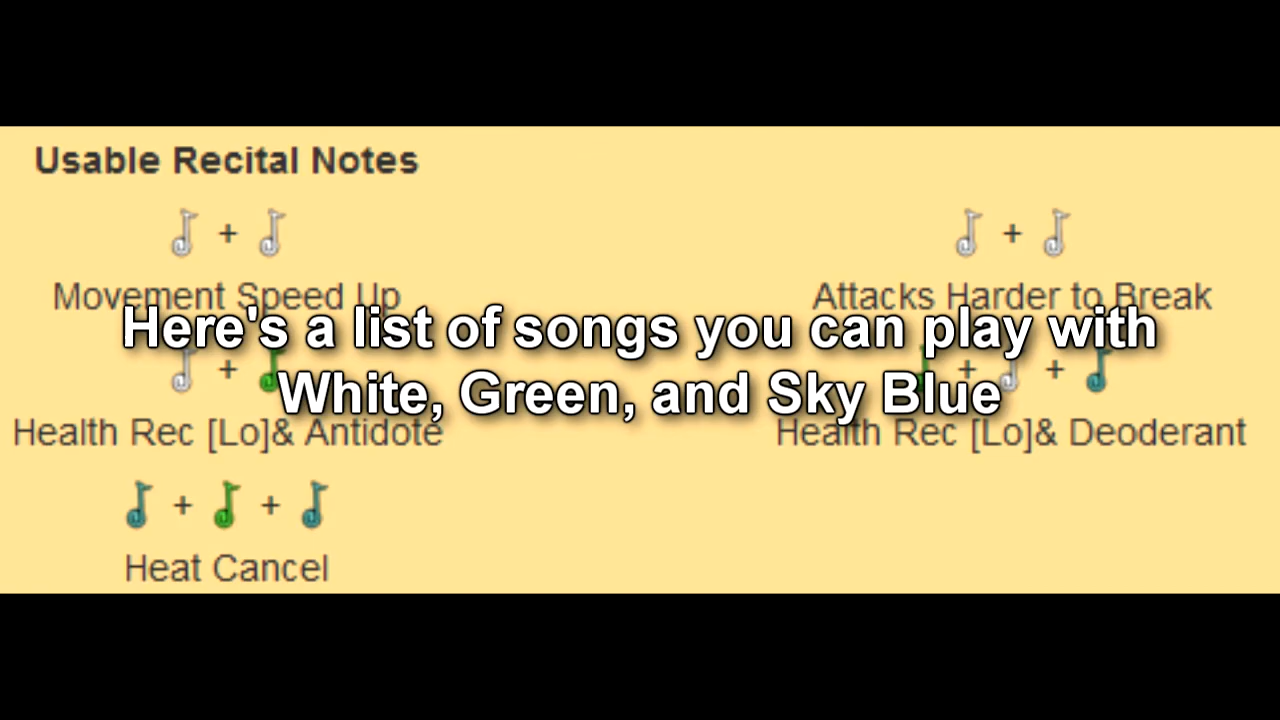 Usable Recital Notes
+ +
Movement Speed Up Attacks Harder to Break
Here's a list of songs you can play with
+ + +
White, Green, and Sky Blue
Health Rec [Lo]& Antidote Health Rec [Lo]& Deoderant
+ +
Heat Cancel